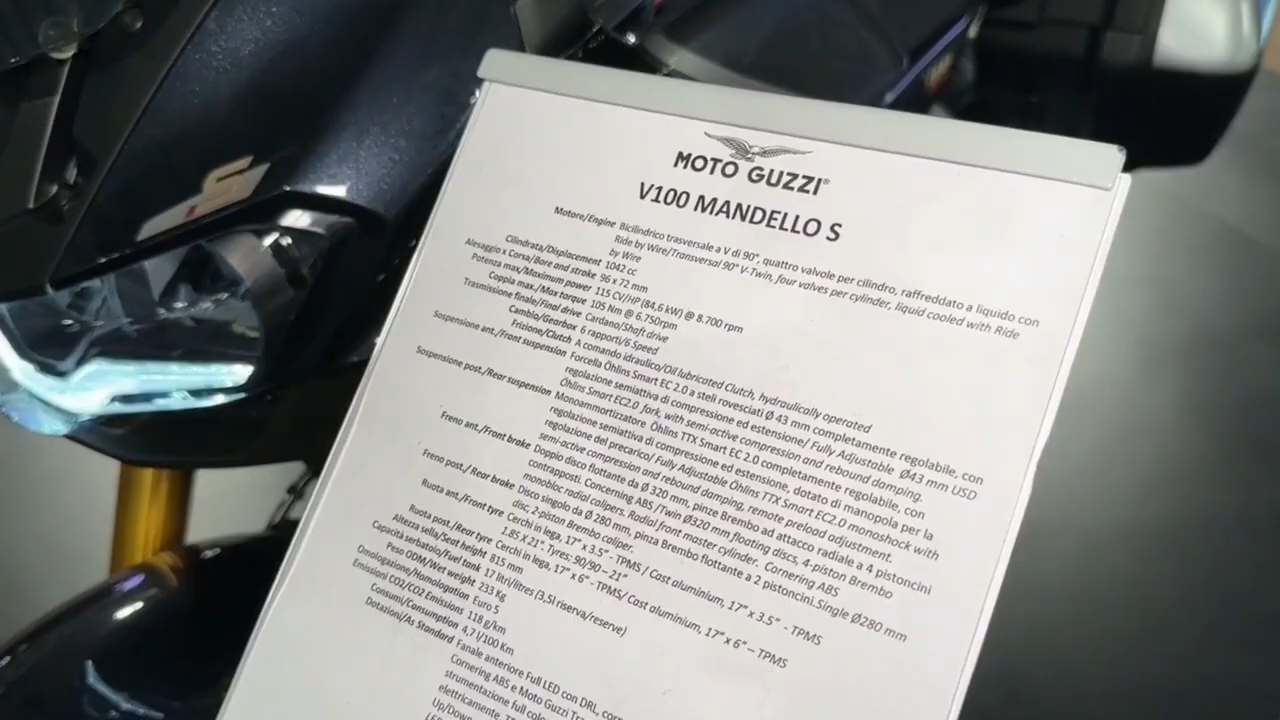 S
MOTO GUZZI®
V100 MANDELLO S
Motore/Engine Bicilindrico trasversale a V di 90°, quattro valvole per cilindro, raffreddato a liquido con
Ride by Wire/Transversal 90° V-Twin, four valves per cylinder, liquid cooled with Ride
by Wire
Cilindrata/Displacement 1042 cc
Alesaggio x Corsa/Bore and stroke 96 x 72 mm
Potenza max/Maximum power 115 CV/HP (84,6 kW) @ 8.700 rpm
Coppia max./Max torque 105 Nm @ 6.750rpm
Trasmissione finale/Final drive Cardano/Shaft drive
Cambio/Gearbox 6 rapporti/6 Speed
Frizione/Clutch A comando idraulico/Oil lubricated Clutch, hydraulically operated
Sospensione ant./Front suspension Forcella Öhlins Smart EC 2.0 a steli rovesciati Ø 43 mm completamente regolabile, con
regolazione semiattiva di compressione ed estensione/ Fully Adjustable Ø43 mm USD
Öhlins Smart EC2.0 fork, with semi-active compression and rebound damping.
Sospensione post./Rear suspension Monoammortizzatore Öhlins TTX Smart EC 2.0 completamente regolabile, con
regolazione semiattiva di compressione ed estensione, dotato di manopola per la
regolazione del precarico/ Fully Adjustable Öhlins TTX Smart EC2.0 monoshock with
semi-active compression and rebound damping, remote preload adjustment.
Freno ant./Front brake Doppio disco flottante da Ø 320 mm, pinze Brembo ad attacco radiale a 4 pistoncini
contrapposti. Concerning ABS /Twin Ø320 mm floating discs, 4-piston Brembo
monobloc radial calipers. Radial front master cylinder. Cornering ABS
Freno post./ Rear brake Disco singolo da Ø 280 mm, pinza Brembo flottante a 2 pistoncini.Single Ø280 mm
disc, 2-piston Brembo caliper.
Ruota ant./Front tyre Cerchi in lega, 17" x 3.5" - TPMS / Cast aluminium, 17" x 3.5" - TPMS
1.85 X 21". Tyres: 90/90 – 21"
Ruota post./Rear tyre Cerchi in lega, 17" x 6" - TPMS/ Cast aluminium, 17" x 6" – TPMS
Altezza sella/Seat height 815 mm
Capacità serbatoio/Fuel tank 17 litri/litres (3,5l riserva/reserve)
Peso ODM/Wet weight 233 Kg
Omologazione/Homologation Euro 5
Emissioni CO2/CO2 Emissions 118 g/km
Consumi/Consumption 4,7 l/100 Km
Dotazioni/As Standard Fanale anteriore Full LED con DRL,
Cornering ABS e Moto Guzzi
strumentazione full
elettricamente,
Up/Down